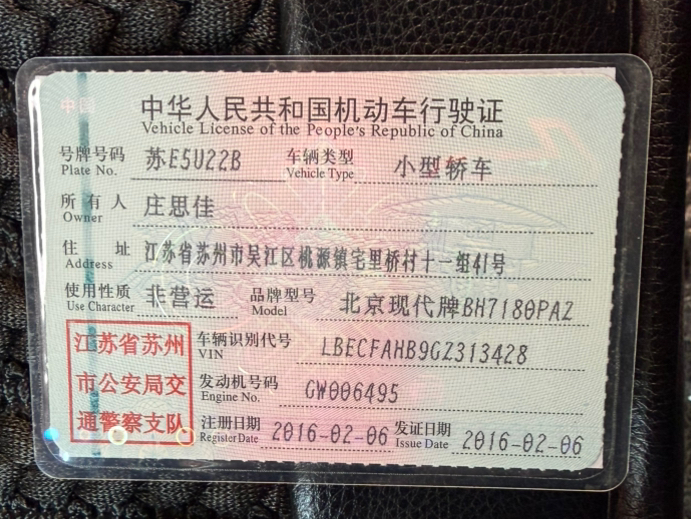 中国
中华人民共和国机动车行驶证
Vehicle License of the People's Republic of China
号牌号码 苏E5U22B 车辆类型 小型轿车
Plate No. Vehicle Type
所有人 庄思佳
Owner
住址 江苏省苏州市吴江区桃源镇宅里桥村十一组41号
Address
使用性质 非营运 品牌型号 北京现代牌BH7180PAZ
Use Character Model
江苏省苏州
市公安局交
通警察支队
车辆识别代号 LBECFAHB9GZ313428
VIN
发动机号码 GW006495
Engine No.
注册日期 2016-02-06 发证日期 2016-02-06
Register Date Issue Date